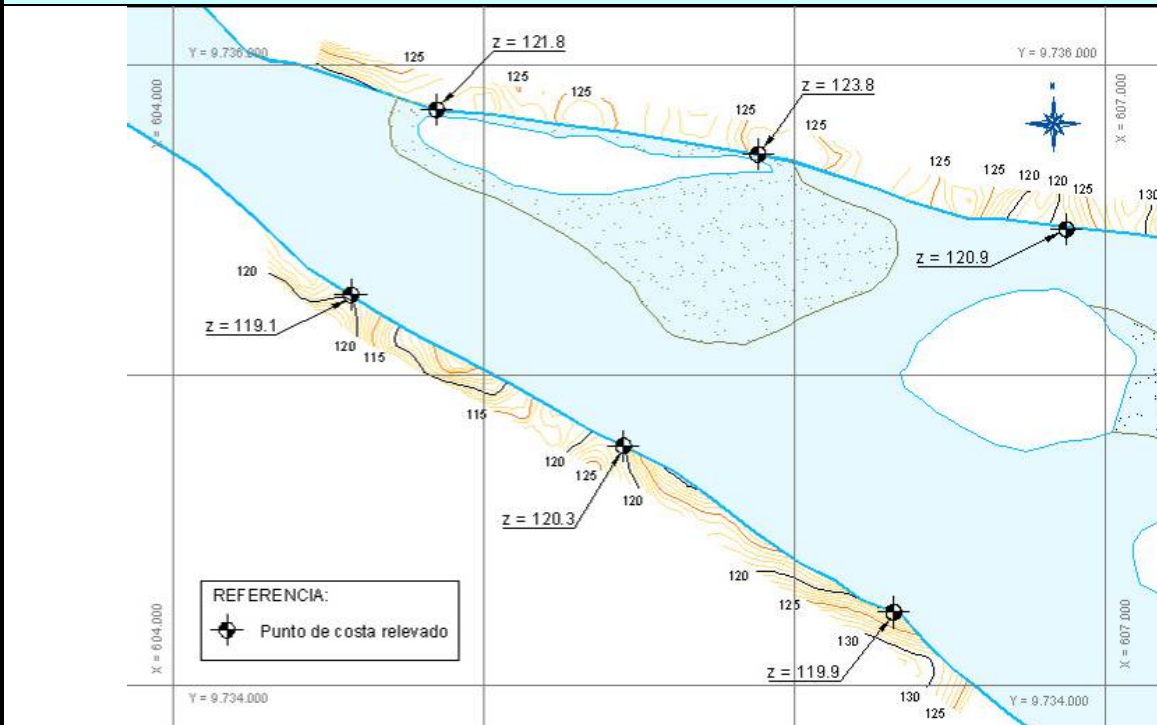 z = 121.8
Y = 9.736.000
125
125
125
z = 123.8
Y = 9.736.000
X = 604.000
X = 607.000
N
125
125
125
125
120
120
125
130
z = 120.9
120
z = 119.1
120
115
115
120
125
120
z = 120.3
120
125
130
z = 119.9
130
125
REFERENCIA:
Punto de costa relevado
X = 604.000
X = 607.000
Y = 9.734.000
Y = 9.734.000